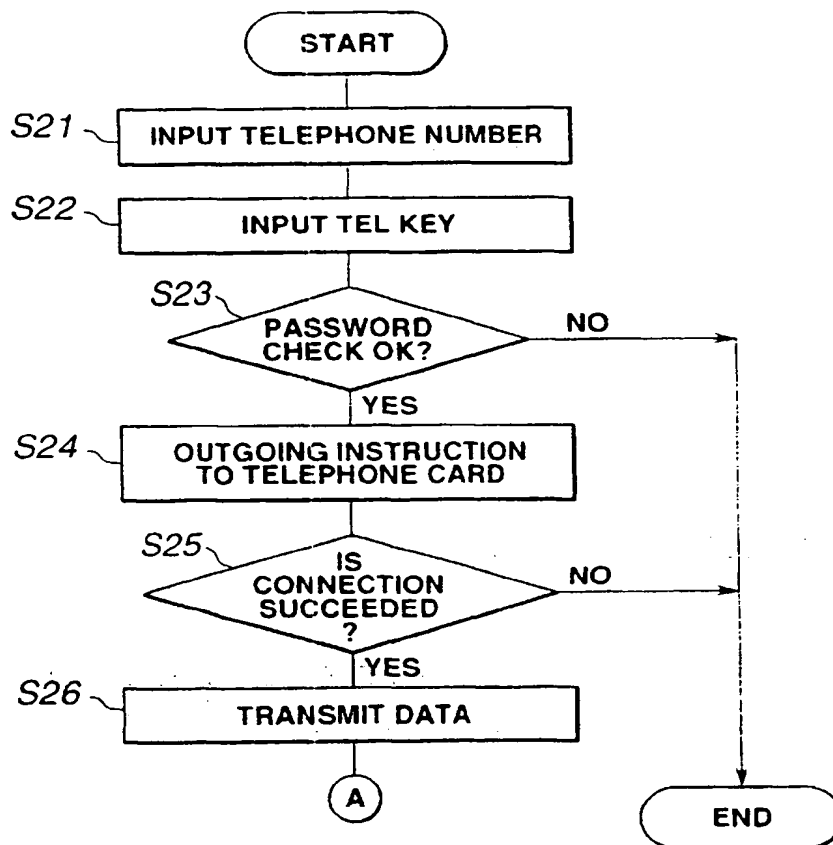 START
S21
INPUT TELEPHONE NUMBER
S22
INPUT TEL KEY
S23
PASSWORD
CHECK OK?
NO
YES
S24
OUTGOING INSTRUCTION
TO TELEPHONE CARD
S25
IS
CONNECTION
SUCCEEDED
?
NO
YES
S26
TRANSMIT DATA
A
END